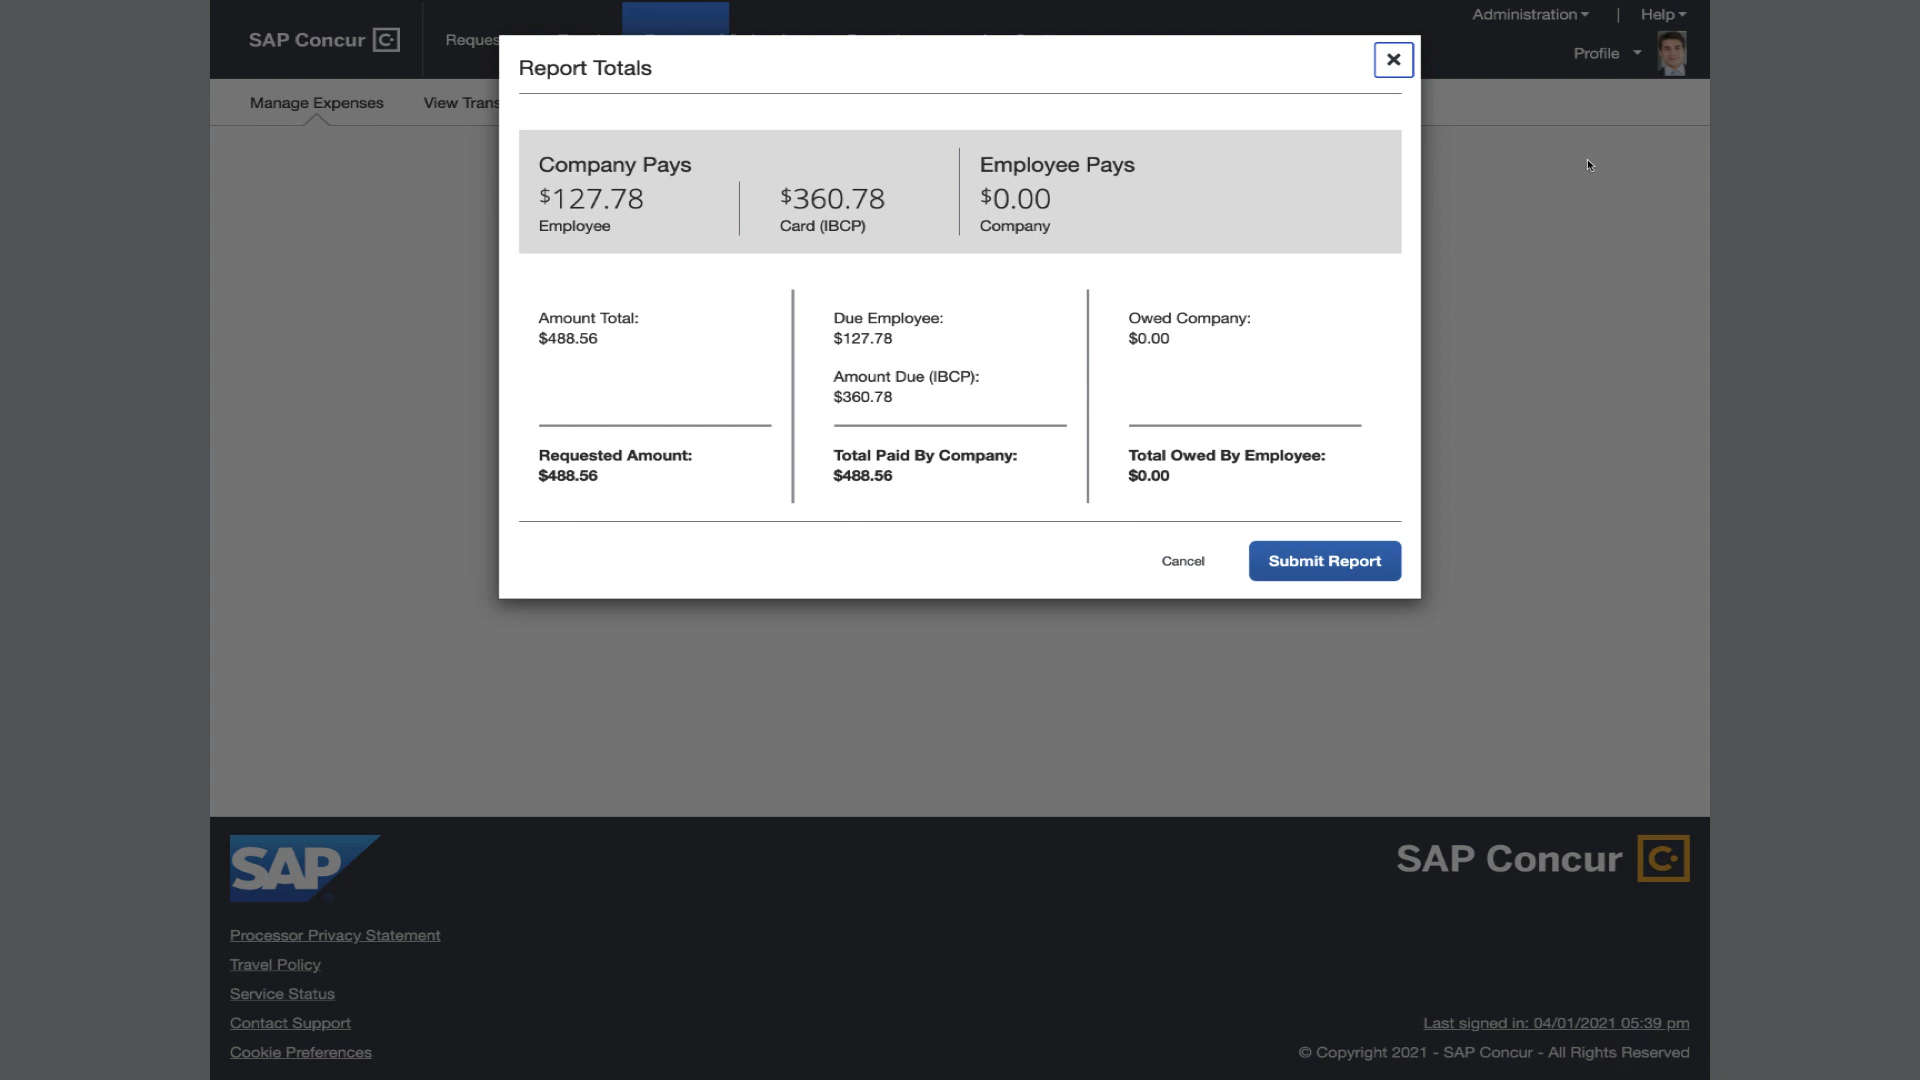 SAP Concur
Administration
|
Help
Reques
Profile
Manage Expenses
View Trans
Report Totals
Company Pays
$127.78
Employee
$360.78
Card (IBCP)
Employee Pays
$0.00
Company
Amount Total:
$488.56
Requested Amount:
$488.56
Due Employee:
$127.78
Amount Due (IBCP):
$360.78
Total Paid By Company:
$488.56
Owed Company:
$0.00
Total Owed By Employee:
$0.00
Cancel
Submit Report
SAP
SAP Concur
Processor Privacy Statement
Travel Policy
Service Status
Contact Support
Cookie Preferences
Last signed in: 04/01/2021 05:39 pm
© Copyright 2021 - SAP Concur - All Rights Reserved